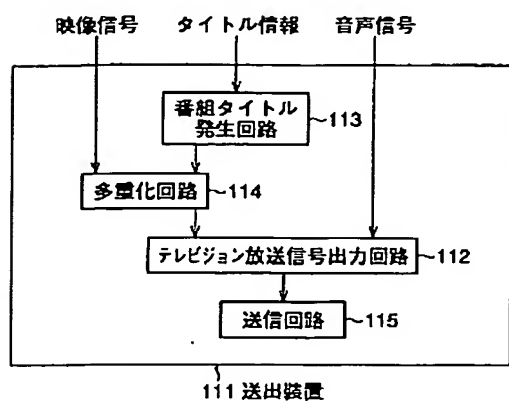 映像信号 タイトル情報 音声信号
番組タイトル
発生回路
113
多重化回路
114
テレビジョン放送信号出力回路
112
送信回路
115
111 送出装置